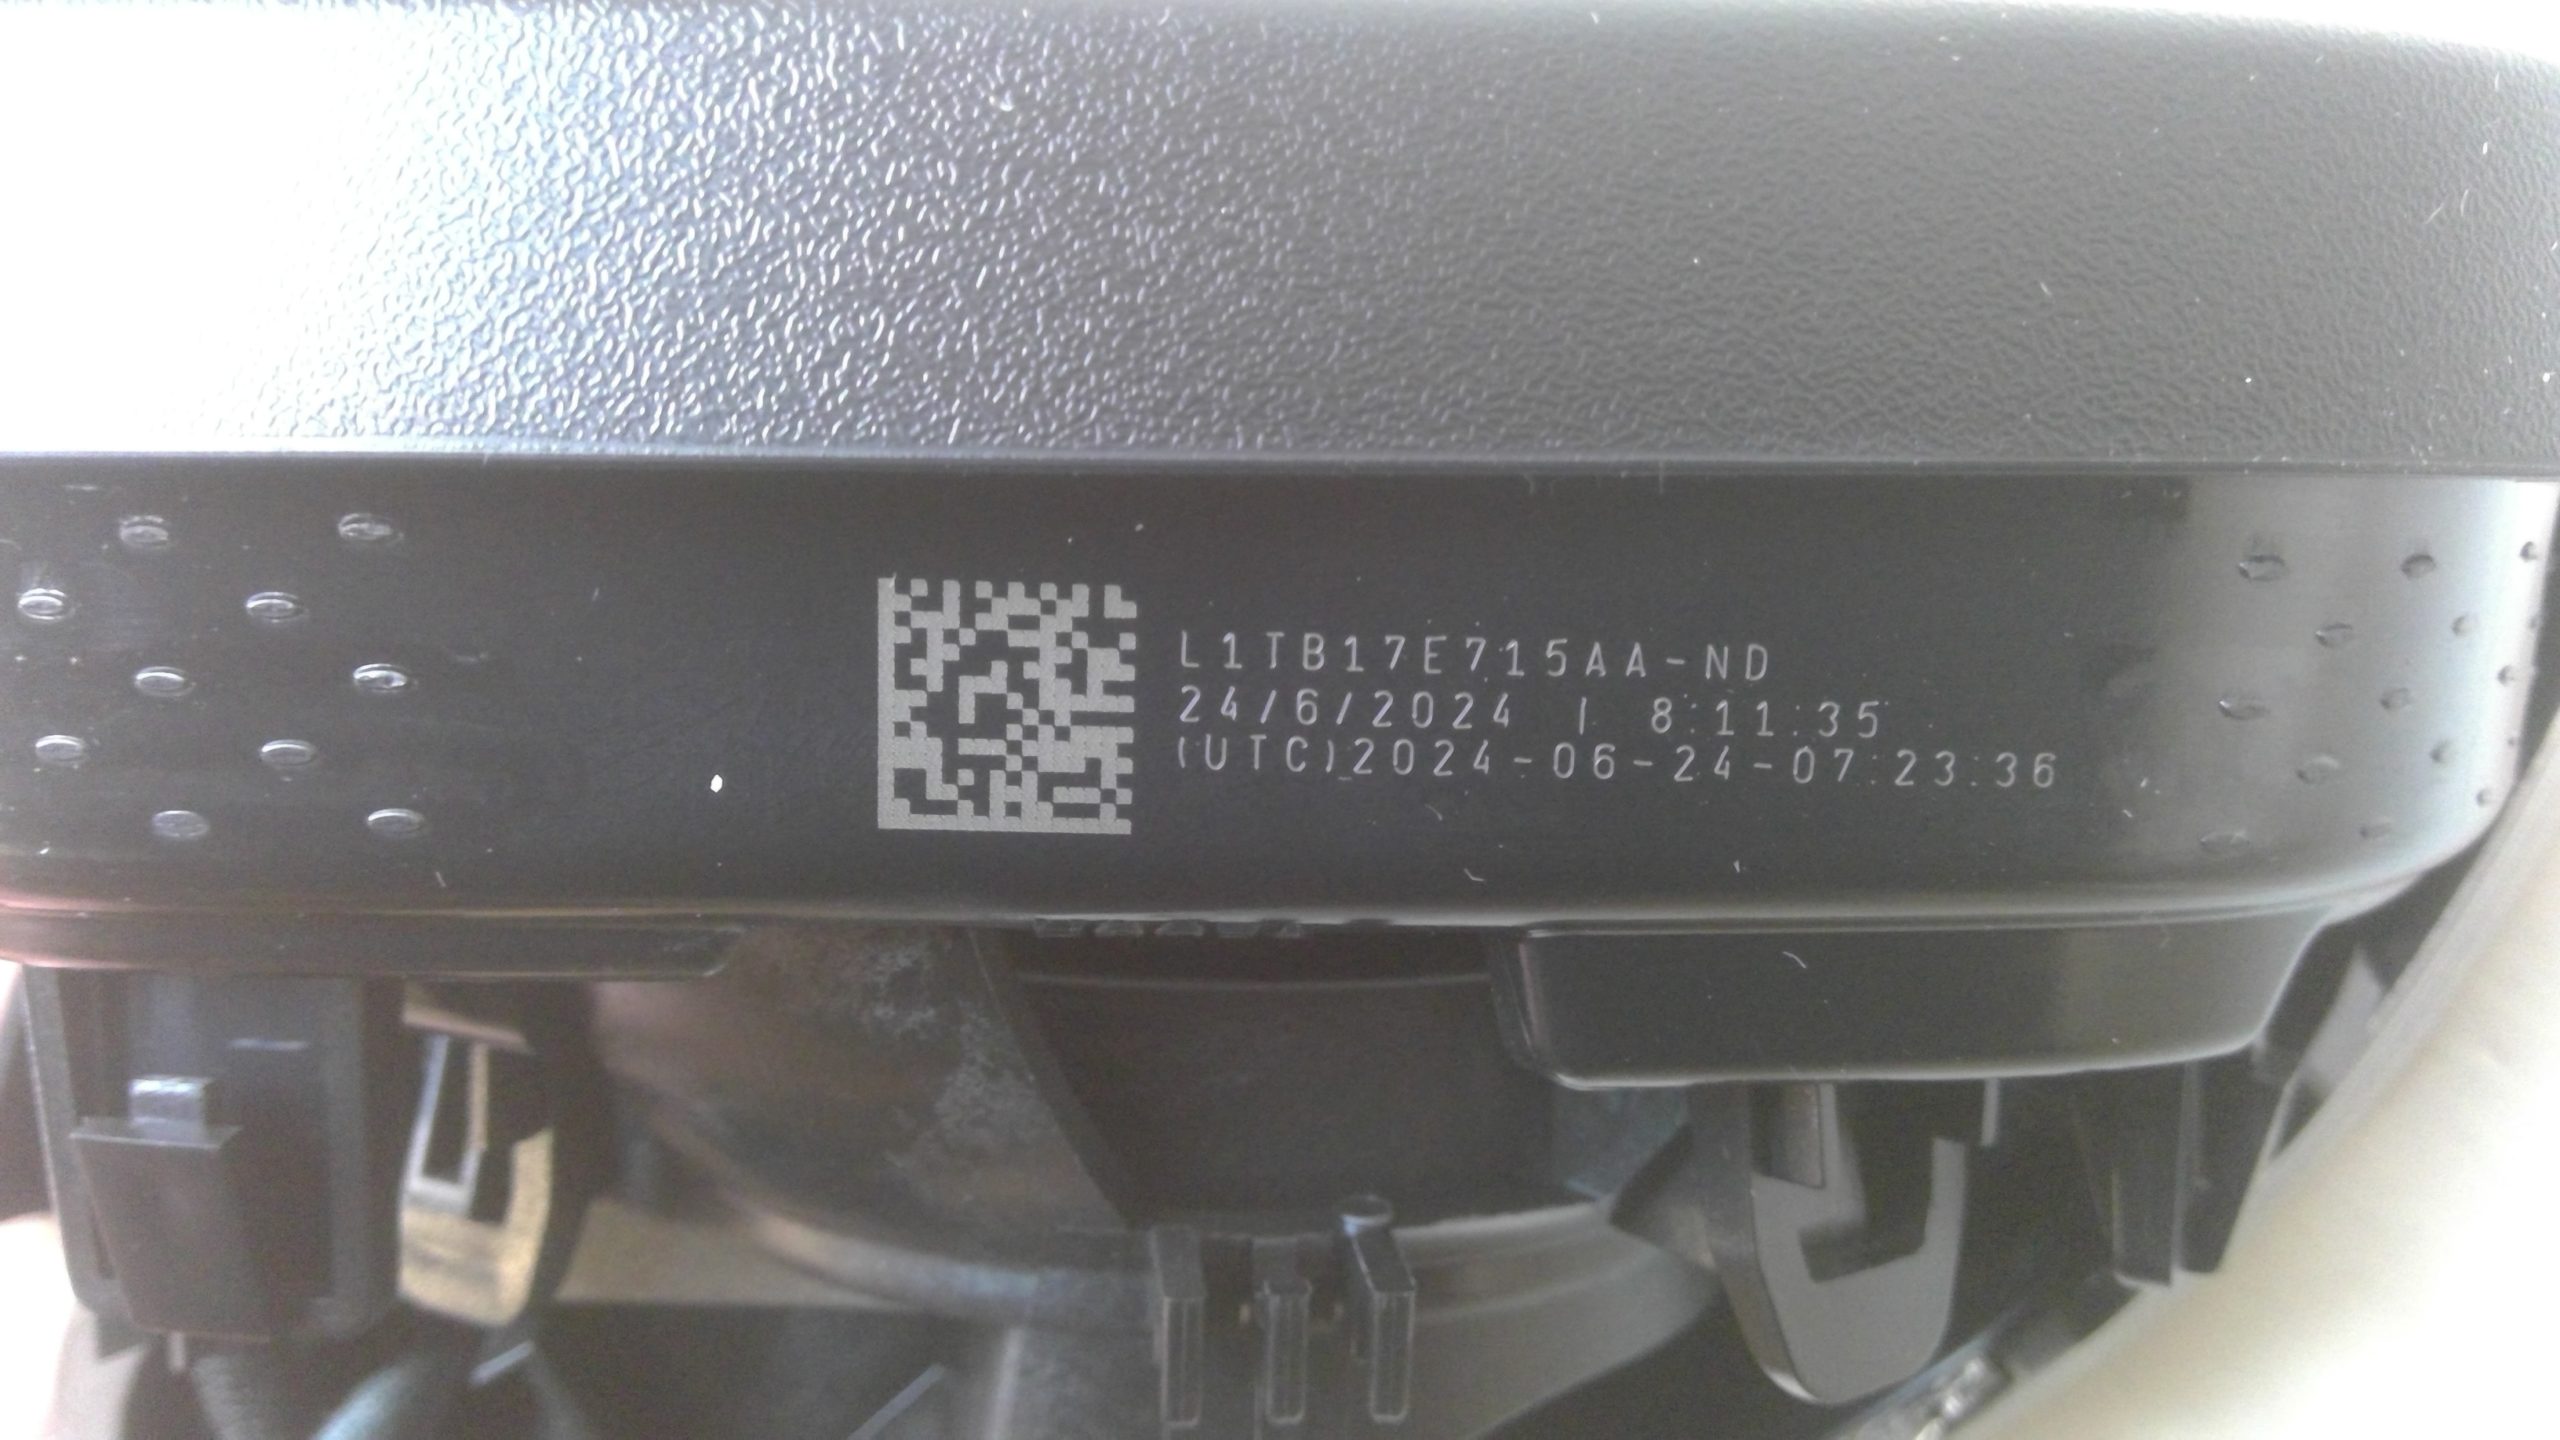 L1TB17E715AA-ND
24/6/2024 | 8:11:35
(UTC)2024-06-24-07:23:36